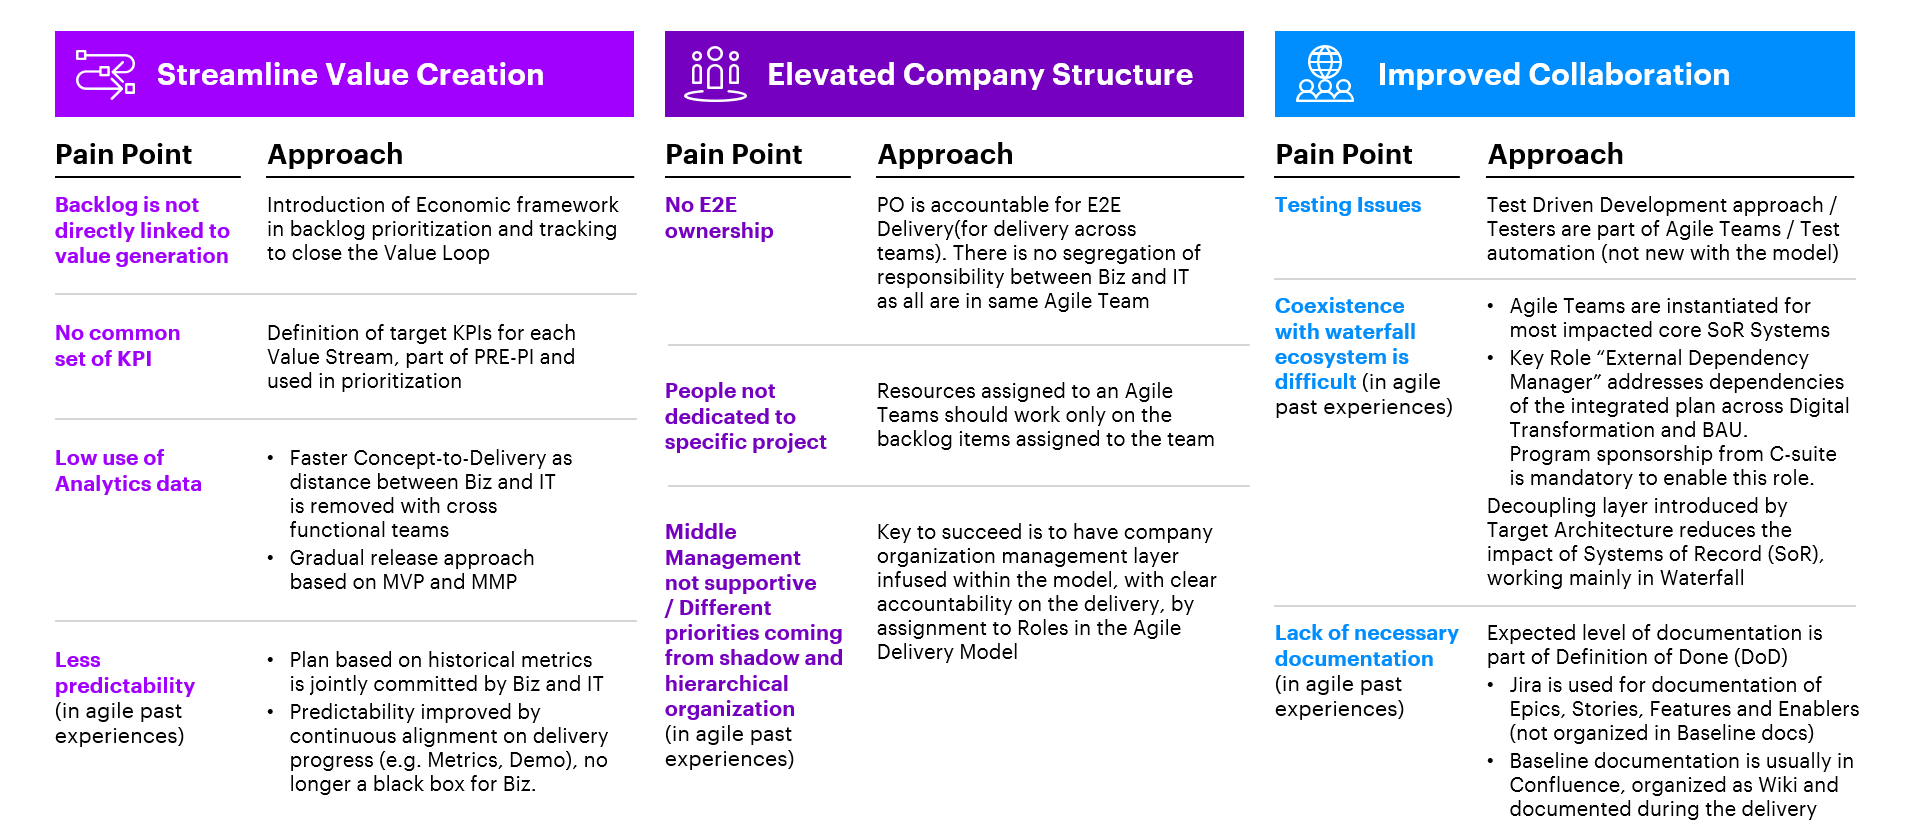 Streamline Value Creation
Pain Point
Approach
Backlog is not
directly linked to
value generation
Introduction of Economic framework
in backlog prioritization and tracking
to close the Value Loop
No common
set of KPI
Definition of target KPIs for each
Value Stream, part of PRE-PI and
used in prioritization
Low use of
Analytics data
• Faster Concept-to-Delivery as
distance between Biz and IT
is removed with cross
functional teams
• Gradual release approach
based on MVP and MMP
Less
predictability
(in agile past
experiences)
• Plan based on historical metrics
is jointly committed by Biz and IT
• Predictability improved by
continuous alignment on delivery
progress (e.g. Metrics, Demo), no
longer a black box for Biz.
Elevated Company Structure
Pain Point
Approach
No E2E
ownership
PO is accountable for E2E
Delivery(for delivery across
teams). There is no segregation of
responsibility between Biz and IT
as all are in same Agile Team
People not
dedicated to
specific project
Resources assigned to an Agile
Teams should work only on the
backlog items assigned to the team
Middle
Management
not supportive
/ Different
priorities coming
from shadow and
hierarchical
organization
(in agile past
experiences)
Key to succeed is to have company
organization management layer
infused within the model, with clear
accountability on the delivery, by
assignment to Roles in the Agile
Delivery Model
Improved Collaboration
Pain Point
Approach
Testing Issues
Test Driven Development approach /
Testers are part of Agile Teams / Test
automation (not new with the model)
Coexistence
with waterfall
ecosystem is
difficult (in agile
past experiences)
• Agile Teams are instantiated for
most impacted core SoR Systems
• Key Role “External Dependency
Manager” addresses dependencies
of the integrated plan across Digital
Transformation and BAU.
Program sponsorship from C-suite
is mandatory to enable this role.
Decoupling layer introduced by
Target Architecture reduces the
impact of Systems of Record (SoR),
working mainly in Waterfall
Lack of necessary
documentation
(in agile past
experiences)
Expected level of documentation is
part of Definition of Done (DoD)
• Jira is used for documentation of
Epics, Stories, Features and Enablers
(not organized in Baseline docs)
• Baseline documentation is usually in
Confluence, organized as Wiki and
documented during the delivery